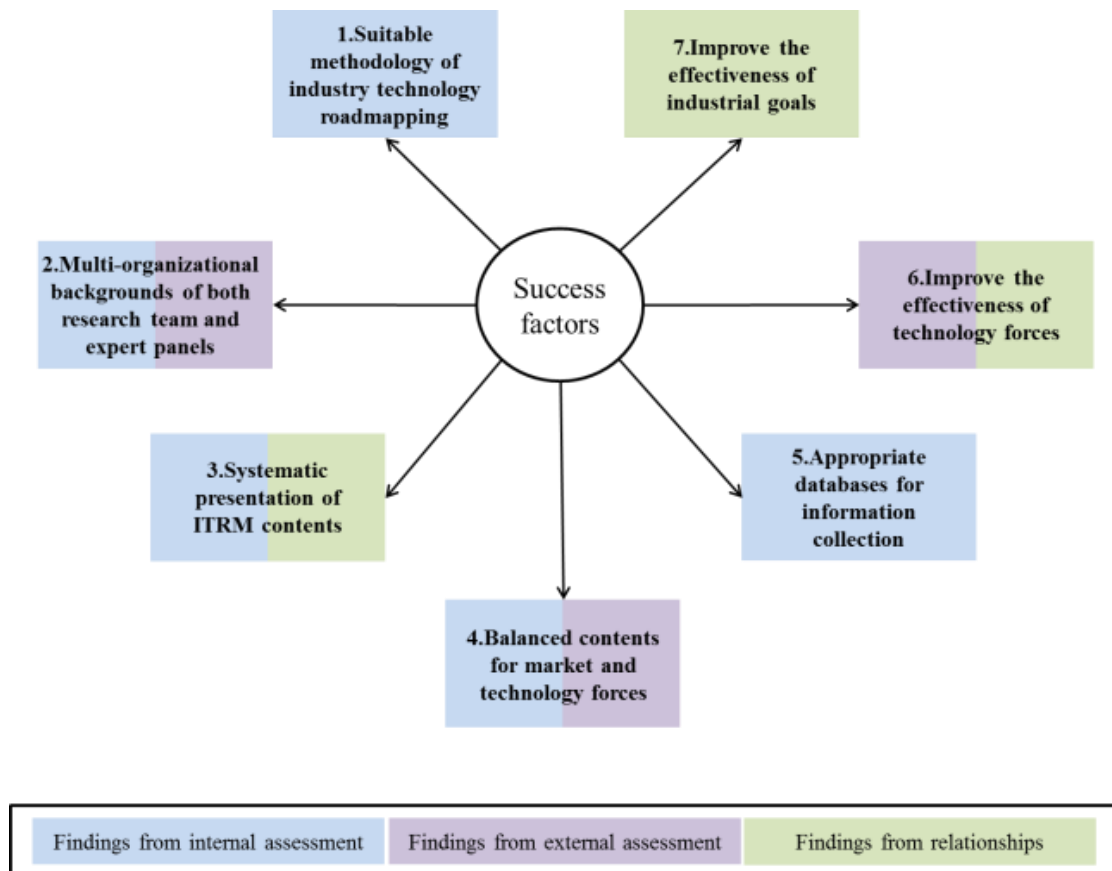 1.Suitable
methodology of
industry technology
roadmapping
7.Improve the
effectiveness of
industrial goals
2.Multi-organizational
backgrounds of both
research team and
expert panels
Success
factors
6.Improve the
effectiveness of
technology forces
3.Systematic
presentation of
ITRM contents
5.Appropriate
databases for
information
collection
4.Balanced contents
for market and
technology forces
Findings from internal assessment
Findings from external assessment
Findings from relationships